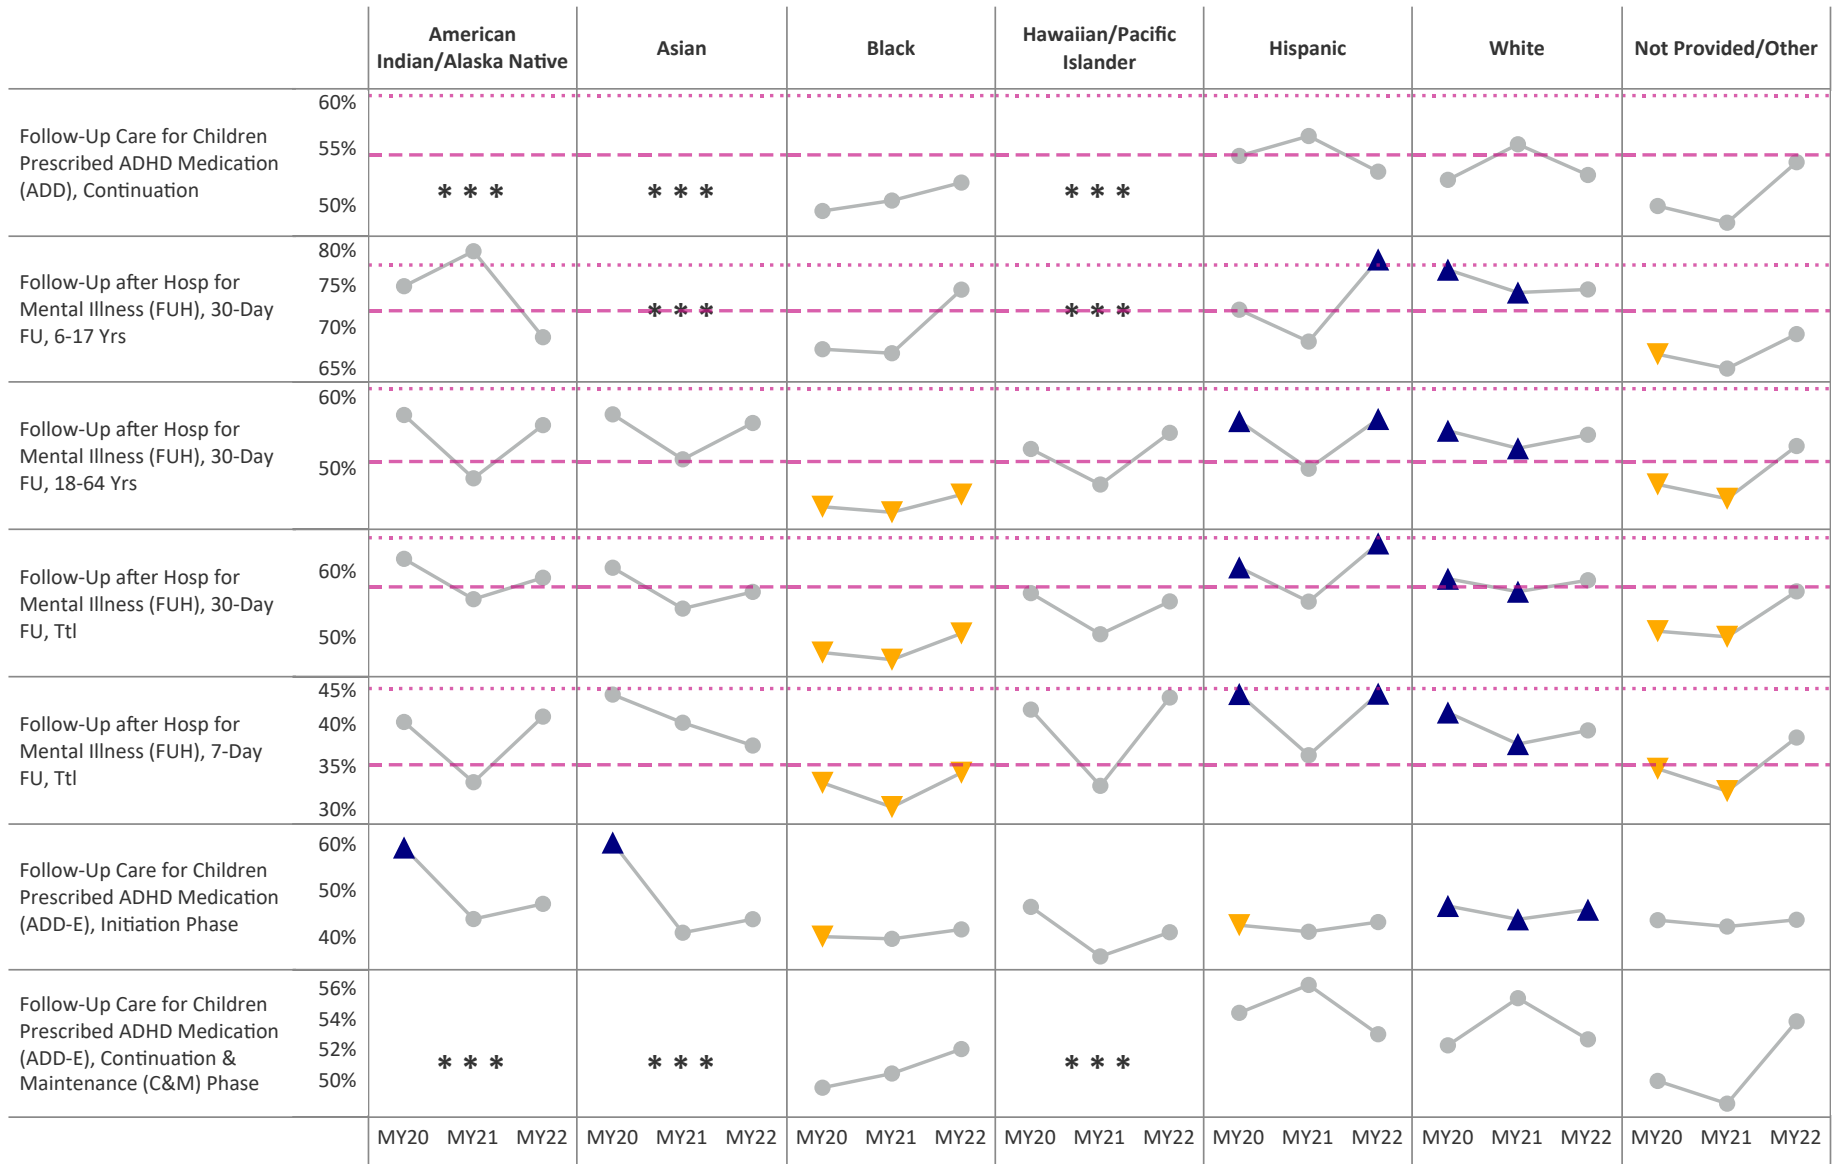 American
Indian/Alaska Native
Asian
Black
Hawaiian/Pacific
Islander
Hispanic
White
Not Provided/Other
Follow-Up Care for Children
Prescribed ADHD Medication
(ADD), Continuation
60%
55%
50%
* * *
* * *
* * *
Follow-Up after Hosp for
Mental Illness (FUH), 30-Day
FU, 6-17 Yrs
80%
75%
70%
65%
* * *
* * *
Follow-Up after Hosp for
Mental Illness (FUH), 30-Day
FU, 18-64 Yrs
60%
50%
Follow-Up after Hosp for
Mental Illness (FUH), 30-Day
FU, Ttl
60%
50%
Follow-Up after Hosp for
Mental Illness (FUH), 7-Day
FU, Ttl
45%
40%
35%
30%
Follow-Up Care for Children
Prescribed ADHD Medication
(ADD-E), Initiation Phase
60%
50%
40%
Follow-Up Care for Children
Prescribed ADHD Medication
(ADD-E), Continuation &
Maintenance (C&M) Phase
56%
54%
52%
50%
* * *
* * *
* * *
MY20 MY21 MY22 MY20 MY21 MY22 MY20 MY21 MY22 MY20 MY21 MY22 MY20 MY21 MY22 MY20 MY21 MY22 MY20 MY21 MY22